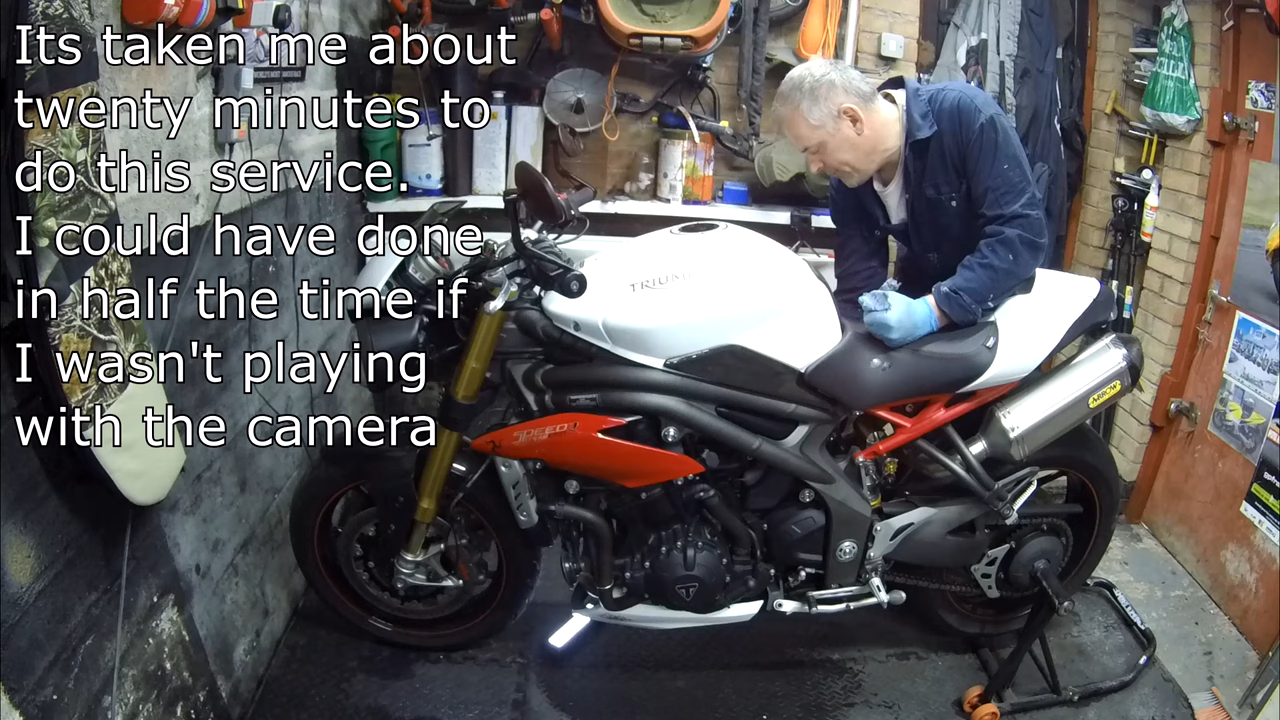 Its taken me about
twenty minutes to
do this service.
I could have done
in half the time if
I wasn't playing
with the camera
TRIUMPH
SPEED
ARROW
T